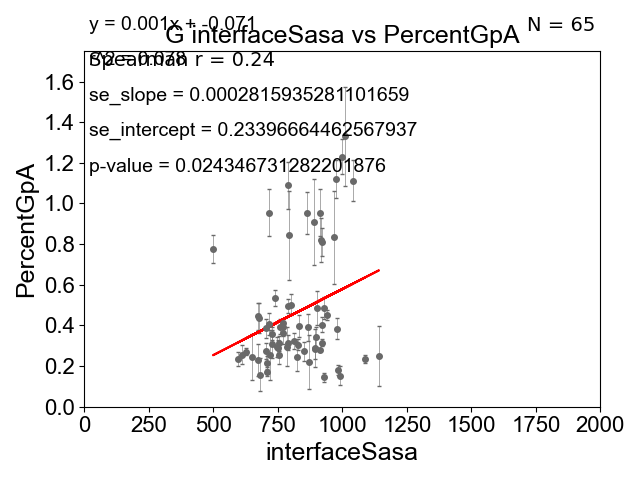 y = 0.001x + -0.071
N = 65
G interfaceSasa vs PercentGpA
R^2 = 0.078
Spearman r = 0.24
se_slope = 0.0002815935281101659
se_intercept = 0.23396664462567937
p-value = 0.024346731282201876
PercentGpA
1.6
1.4
1.2
1.0
0.8
0.6
0.4
0.2
0.0
0 250 500 750 1000 1250 1500 1750 2000
interfaceSasa